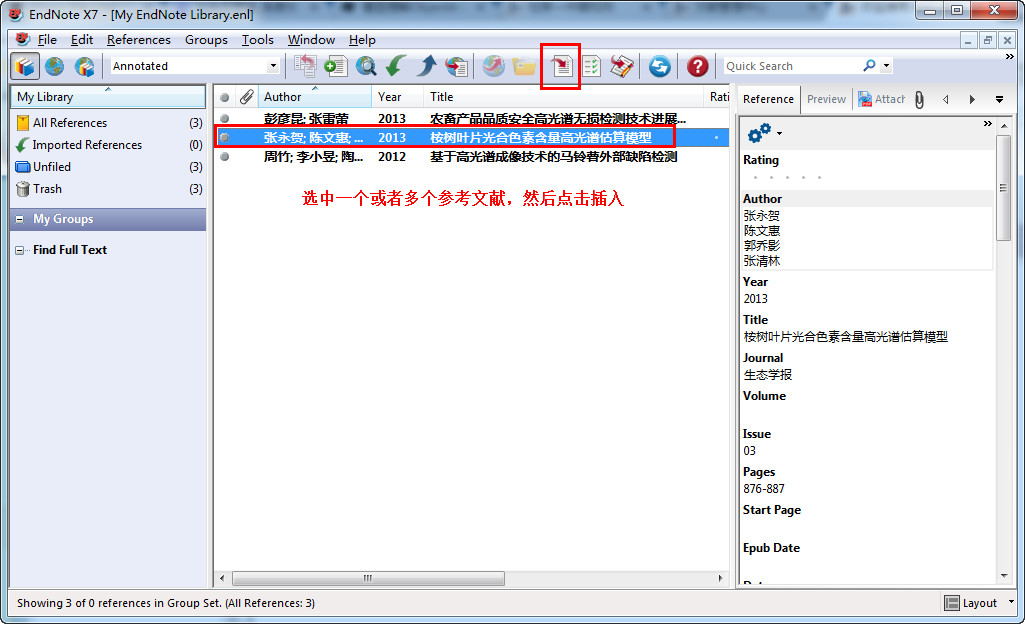 EndNote X7 - [My EndNote Library.enl]
File Edit References Groups Tools Window Help
Annotated
Quick Search
My Library
All References (3)
Imported References (0)
Unfiled (3)
Trash (3)
My Groups
Find Full Text
Author Year Title Rati
彭彦昆; 张雷蕾 2013 农畜产品品质安全高光谱无损检测技术进展...
张永贺; 陈文惠; ... 2013 桉树叶片光合色素含量高光谱估算模型
周竹; 李小昱; 陶... 2012 基于高光谱成像技术的马铃薯外部缺陷检测
选中一个或者多个参考文献，然后点击插入
Reference Preview Attach
Rating
Author
张永贺
陈文惠
郭乔影
张清林
Year
2013
Title
桉树叶片光合色素含量高光谱估算模型
Journal
生态学报
Volume
Issue
03
Pages
876-887
Start Page
Epub Date
Showing 3 of 0 references in Group Set. (All References: 3)
Layout